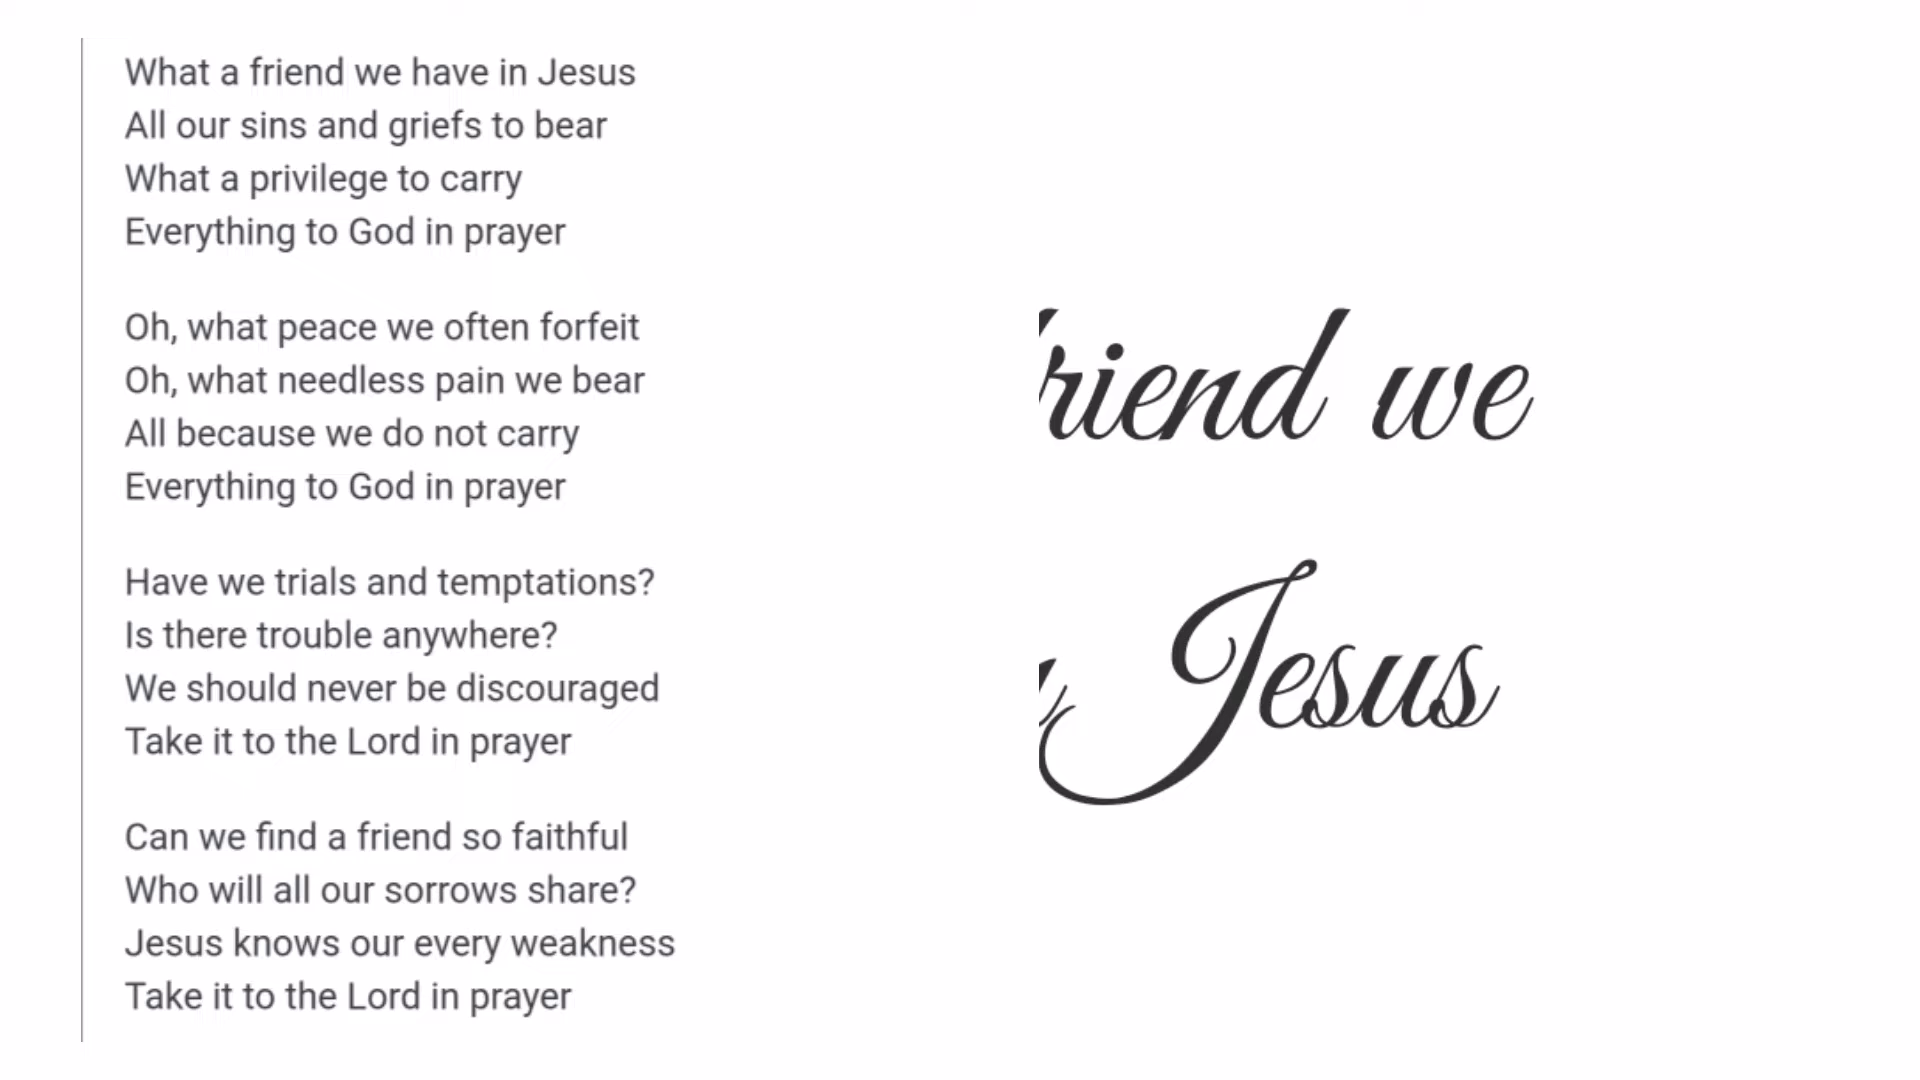 What a friend we have in Jesus
All our sins and griefs to bear
What a privilege to carry
Everything to God in prayer
Oh, what peace we often forfeit
Oh, what needless pain we bear
All because we do not carry
Everything to God in prayer
Have we trials and temptations?
Is there trouble anywhere?
We should never be discouraged
Take it to the Lord in prayer
Can we find a friend so faithful
Who will all our sorrows share?
Jesus knows our every weakness
Take it to the Lord in prayer
riend we
Jesus